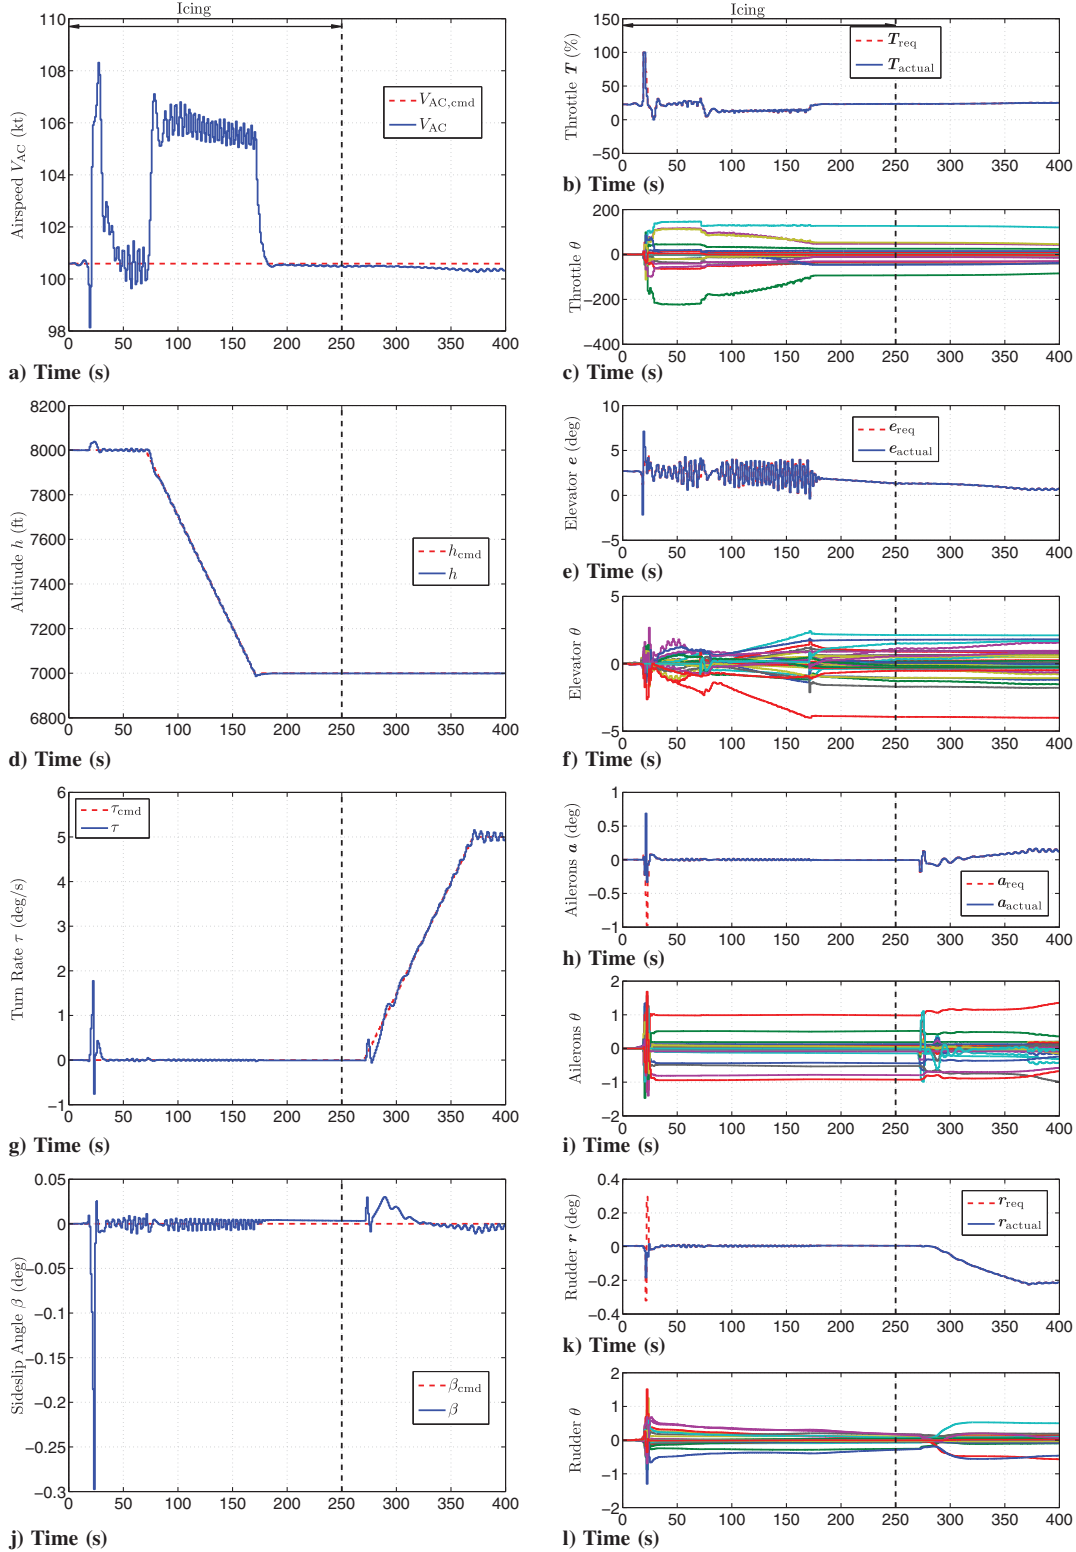 Icing
110
108
106
104
102
100
98
Airspeed V_AC (kt)
V_AC,cmd
V_AC
0 50 100 150 200 250 300 350 400
a) Time (s)
Icing
150
100
50
0
−50
Throttle T (%)
T_req
T_actual
0 50 100 150 200 250 300 350 400
b) Time (s)
200
0
−200
−400
Throttle θ
0 50 100 150 200 250 300 350 400
c) Time (s)
8200
8000
7800
7600
7400
7200
7000
6800
Altitude h (ft)
h_cmd
h
0 50 100 150 200 250 300 350 400
d) Time (s)
10
5
0
−5
Elevator e (deg)
e_req
e_actual
0 50 100 150 200 250 300 350 400
e) Time (s)
5
0
−5
Elevator θ
0 50 100 150 200 250 300 350 400
f) Time (s)
6
5
4
3
2
1
0
−1
Turn Rate τ (deg/s)
τ_cmd
τ
0 50 100 150 200 250 300 350 400
g) Time (s)
1
0.5
0
−0.5
−1
Ailerons a (deg)
a_req
a_actual
0 50 100 150 200 250 300 350 400
h) Time (s)
2
1
0
−1
−2
Ailerons θ
0 50 100 150 200 250 300 350 400
i) Time (s)
0.05
0
−0.05
−0.1
−0.15
−0.2
−0.25
−0.3
Sideslip Angle β (deg)
β_cmd
β
0 50 100 150 200 250 300 350 400
j) Time (s)
0.4
0.2
0
−0.2
−0.4
Rudder r (deg)
r_req
r_actual
0 50 100 150 200 250 300 350 400
k) Time (s)
2
1
0
−1
−2
Rudder θ
0 50 100 150 200 250 300 350 400
l) Time (s)